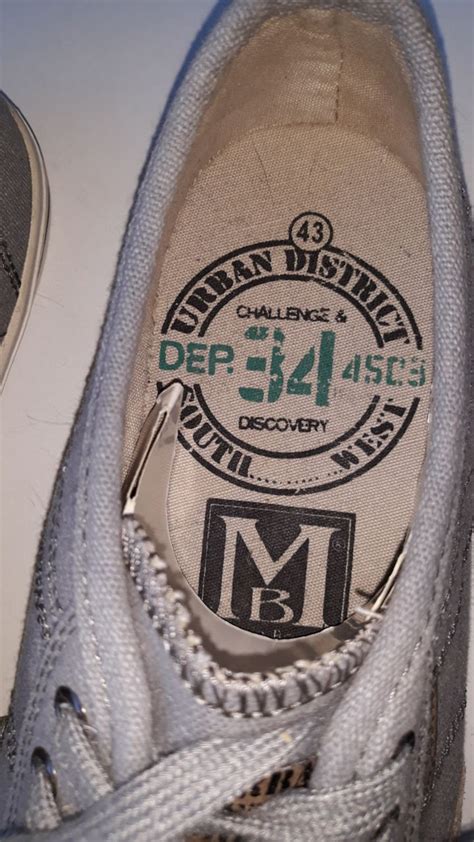 43
URBAN DISTRICT
CHALLENGE &
DEP. 34 4503
DISCOVERY
SOUTH......WEST
MB